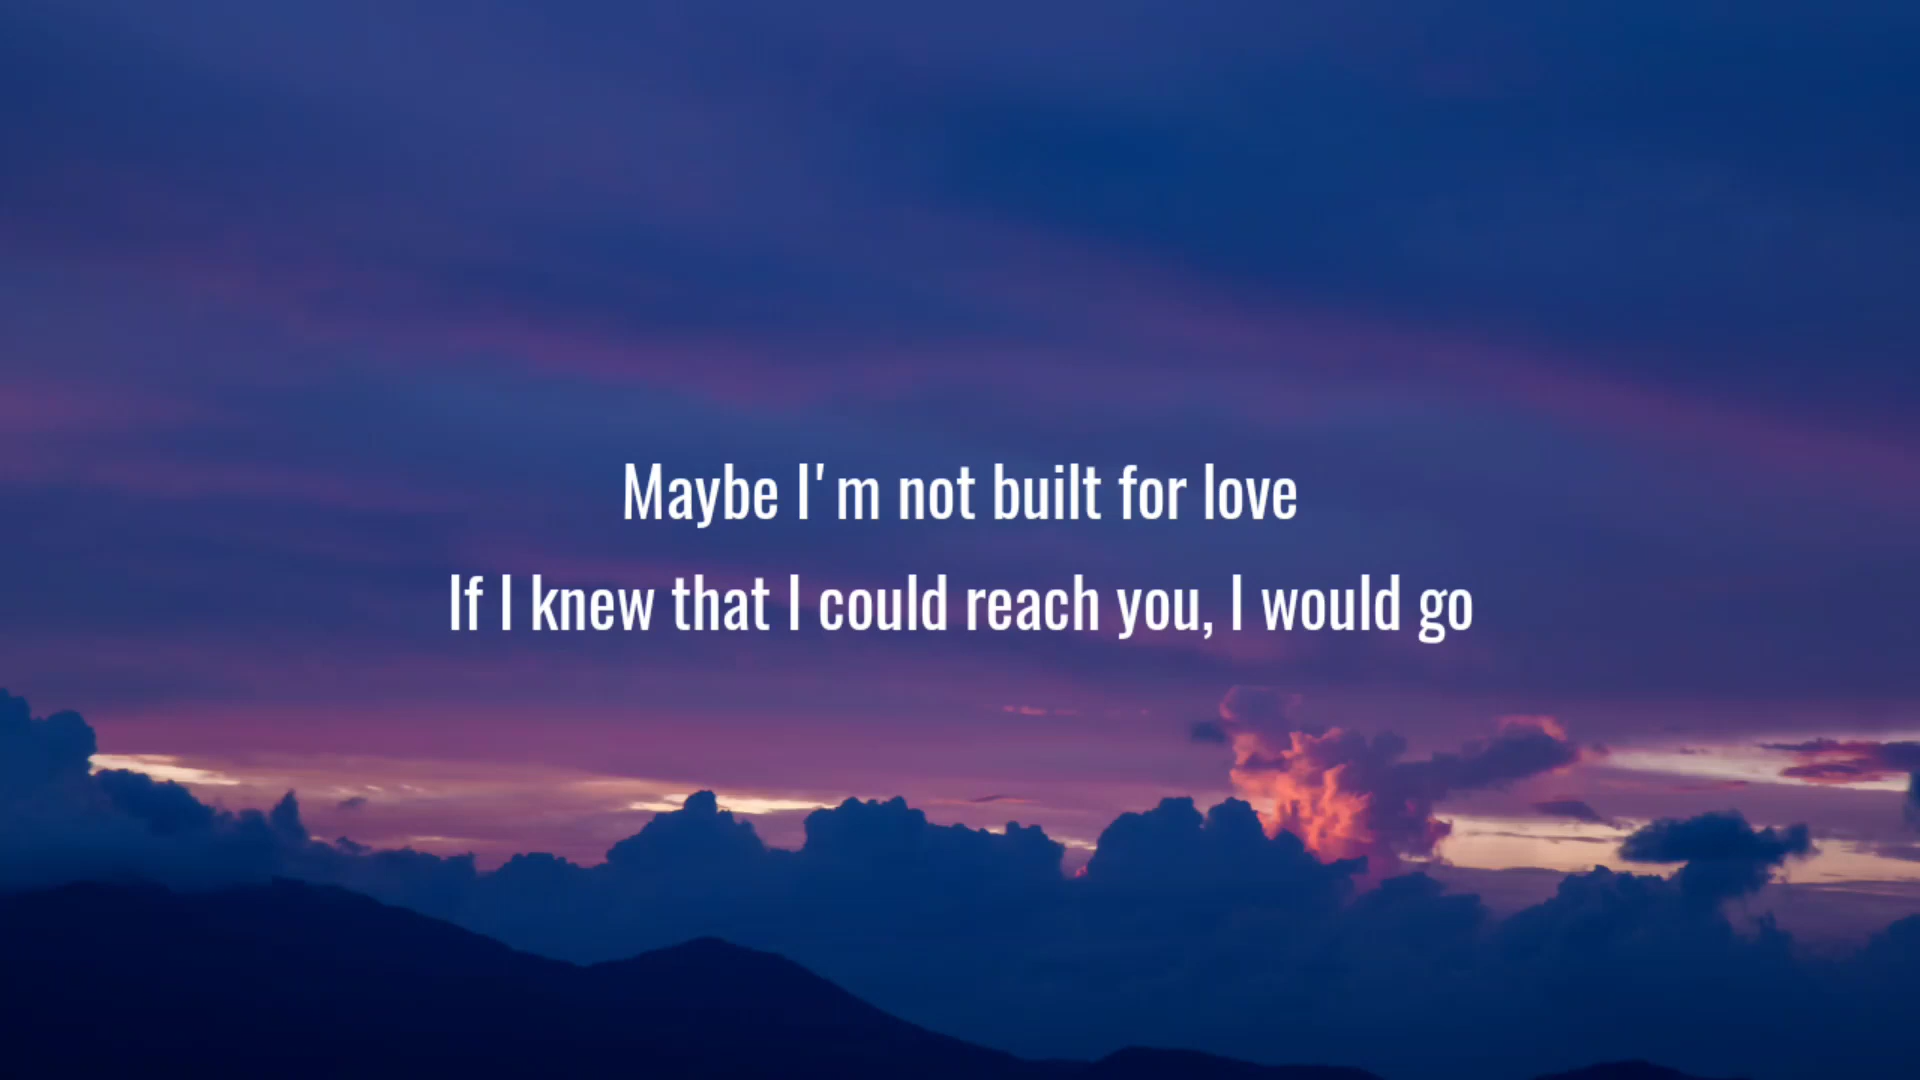 Maybe I'm not built for love
If I knew that I could reach you, I would go